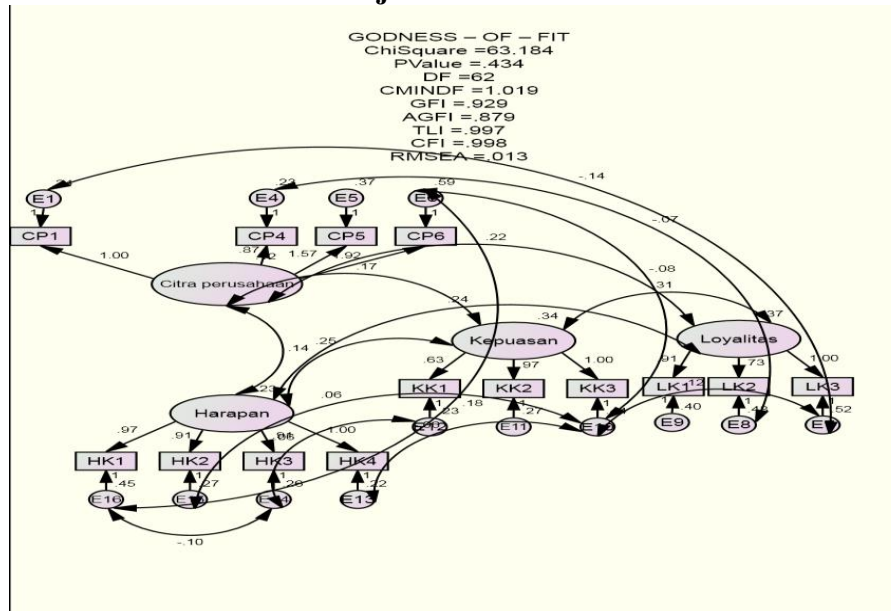 GODNESS – OF – FIT
ChiSquare =63.184
PValue =.434
DF =62
CMINDF =1.019
GFI =.929
AGFI =.879
TLI =.997
CFI =.998
RMSEA =.013
-.14
E1
.23
E4
.37
E5
.59
-.07
1
1
1
1
CP1
CP4
CP5
CP6
.22
1.00
.87
1.57
.92
.17
-.08
.31
Citra perusahaan
.24
.34
.37
.14
.25
Kepuasan
Loyalitas
.63
.97
1.00
.91
.12
.73
1.00
.23
.06
KK1
KK2
KK3
LK1
LK2
LK3
Harapan
.18
.23
1
.27
1
1
.40
1
1
.52
E11
E9
E8
.97
.91
1.00
HK1
HK2
HK3
HK4
1
.45
1
.27
1
1
.22
E16
E13
-.10